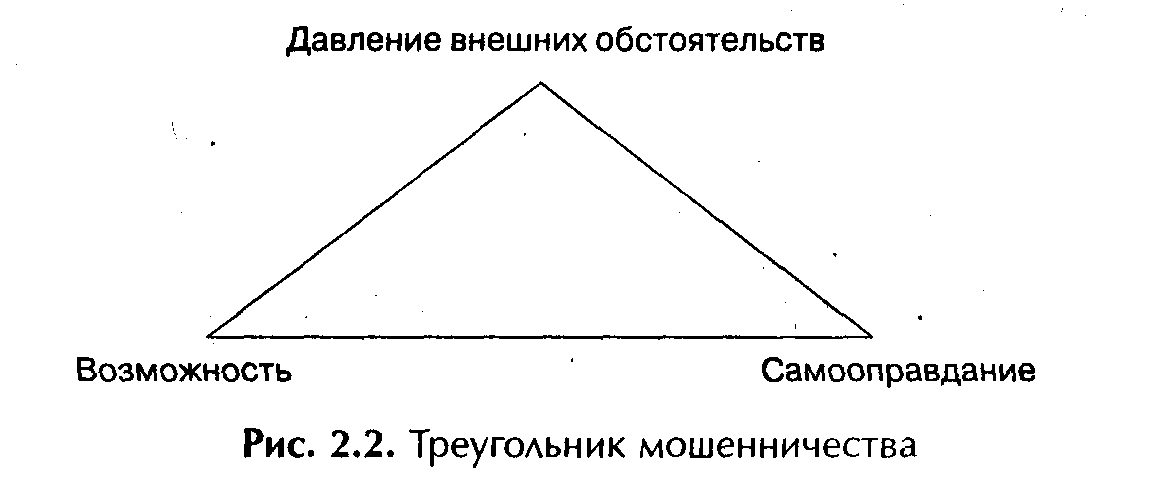 Давление внешних обстоятельств
Возможность
Самооправдание
Рис. 2.2. Треугольник мошенничества